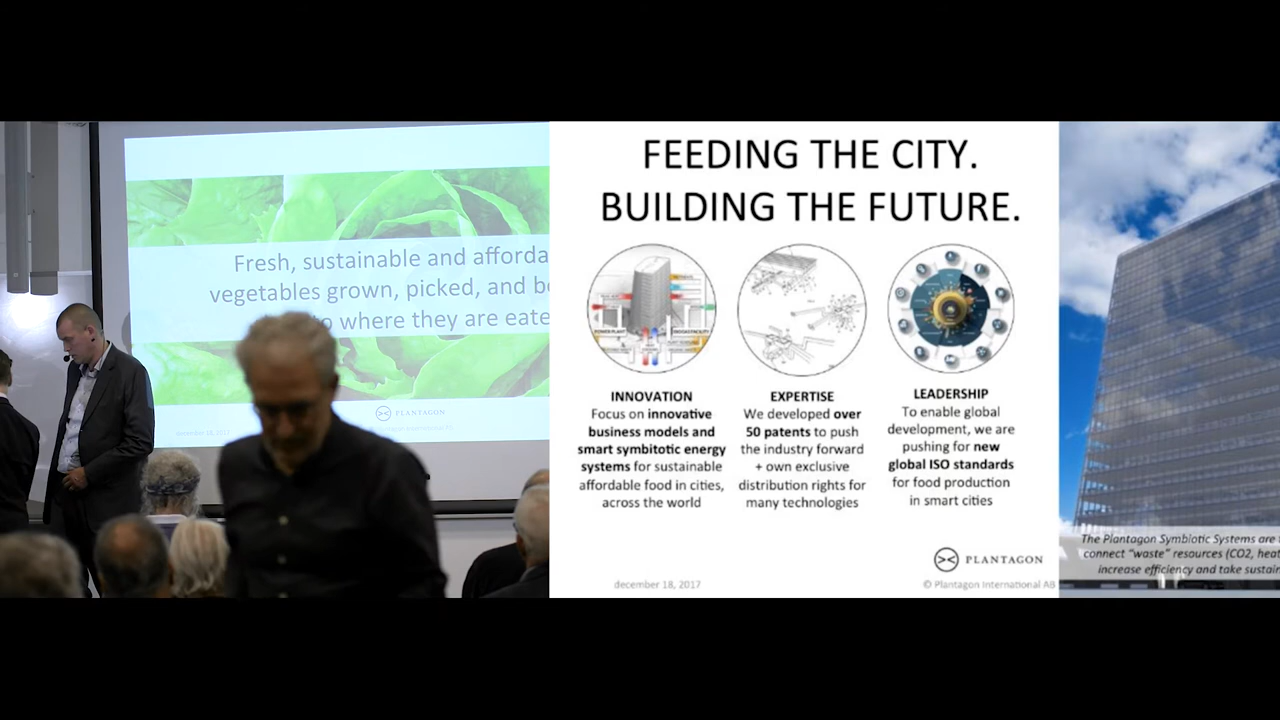 Fresh, sustainable and afforda
vegetables grown, picked, and be
to where they are eate
PLANTAGON
december 18, 2017
FEEDING THE CITY.
BUILDING THE FUTURE.
INNOVATION
Focus on innovative
business models and
smart symbitotic energy
systems for sustainable
affordable food in cities,
across the world
EXPERTISE
We developed over
50 patents to push
the industry forward
+ own exclusive
distribution rights for
many technologies
LEADERSHIP
To enable global
development, we are
pushing for new
global ISO standards
for food production
in smart cities
PLANTAGON
december 18, 2017
© Plantagon International AB
The Plantagon Symbiotic Systems are
connect "waste" resources (CO2, heat
increase efficiency and take sustain